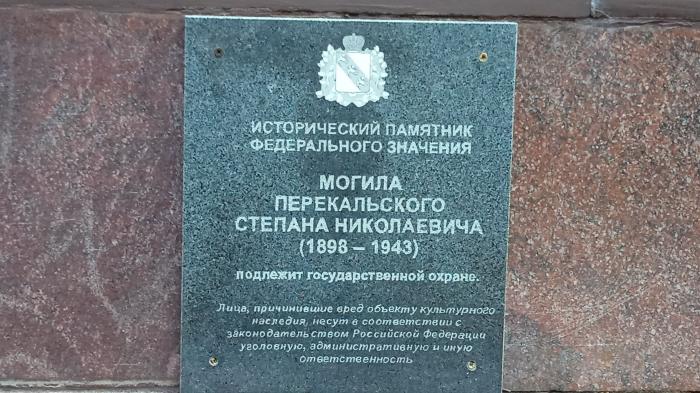 ИСТОРИЧЕСКИЙ ПАМЯТНИК
ФЕДЕРАЛЬНОГО ЗНАЧЕНИЯ
МОГИЛА
ПЕРЕКАЛЬСКОГО
СТЕПАНА НИКОЛАЕВИЧА
(1898 – 1943)
подлежит государственной охране.
Лица, причинившие вред объекту культурного
наследия, несут в соответствии с
законодательством Российской Федерации
уголовную, административную и иную
ответственность